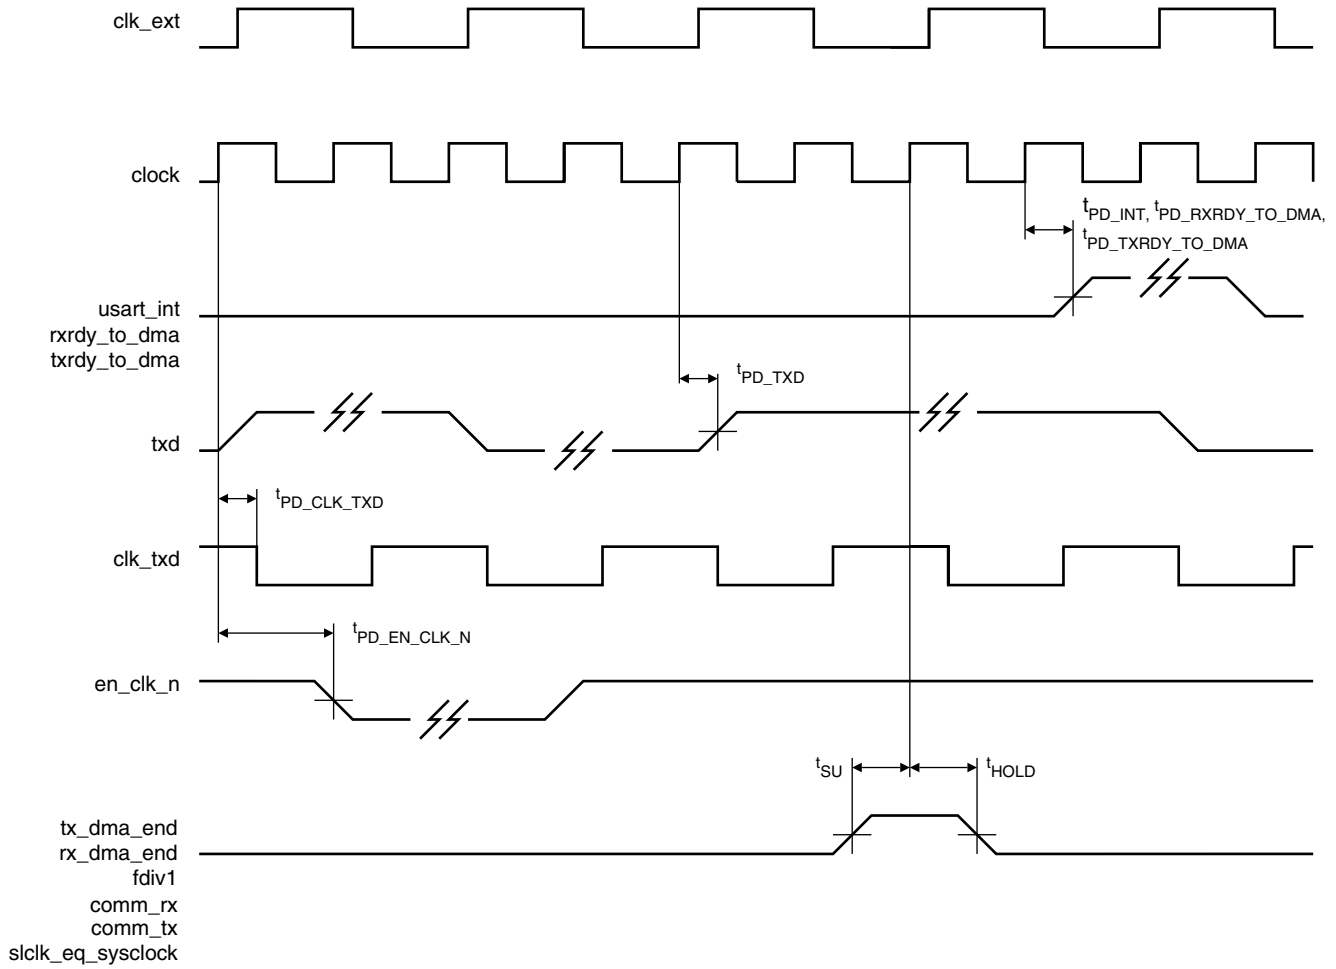 clk_ext
clock
tPD_INT, tPD_RXRDY_TO_DMA,
tPD_TXRDY_TO_DMA
usart_int
rxrdy_to_dma
txrdy_to_dma
tPD_TXD
txd
tPD_CLK_TXD
clk_txd
tPD_EN_CLK_N
en_clk_n
tSU
tHOLD
tx_dma_end
rx_dma_end
fdiv1
comm_rx
comm_tx
slclk_eq_sysclock